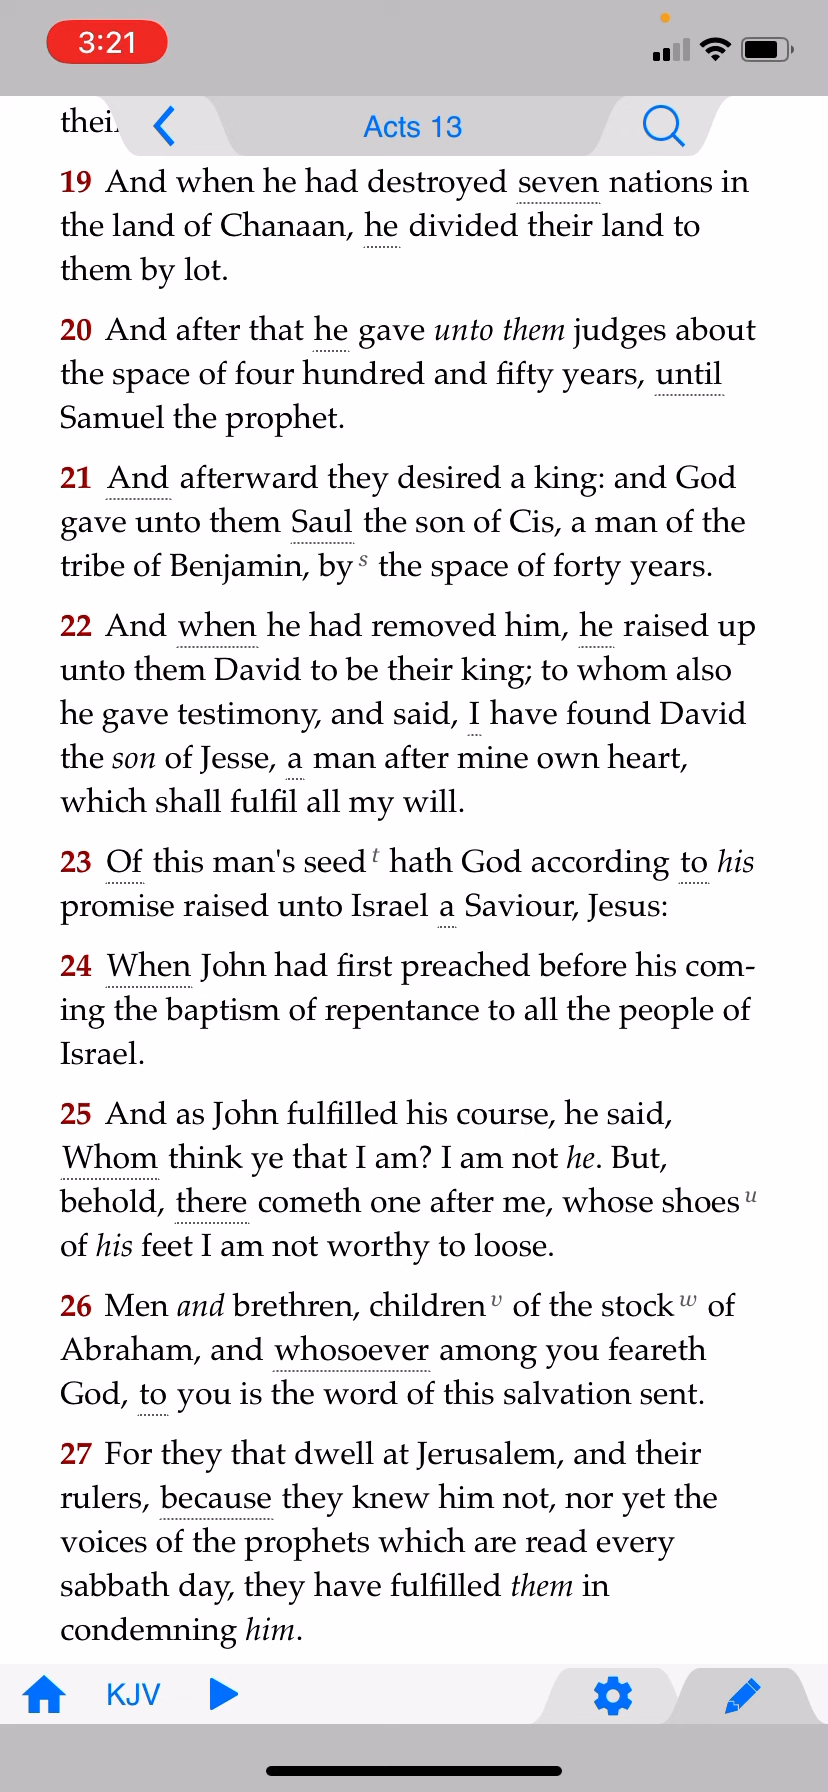 3:21
thei
Acts 13
19 And when he had destroyed seven nations in
the land of Chanaan, he divided their land to
them by lot.
20 And after that he gave unto them judges about
the space of four hundred and fifty years, until
Samuel the prophet.
21 And afterward they desired a king: and God
gave unto them Saul the son of Cis, a man of the
tribe of Benjamin, by s the space of forty years.
22 And when he had removed him, he raised up
unto them David to be their king; to whom also
he gave testimony, and said, I have found David
the son of Jesse, a man after mine own heart,
which shall fulfil all my will.
23 Of this man's seed t hath God according to his
promise raised unto Israel a Saviour, Jesus:
24 When John had first preached before his com-
ing the baptism of repentance to all the people of
Israel.
25 And as John fulfilled his course, he said,
Whom think ye that I am? I am not he. But,
behold, there cometh one after me, whose shoes u
of his feet I am not worthy to loose.
26 Men and brethren, children v of the stock w of
Abraham, and whosoever among you feareth
God, to you is the word of this salvation sent.
27 For they that dwell at Jerusalem, and their
rulers, because they knew him not, nor yet the
voices of the prophets which are read every
sabbath day, they have fulfilled them in
condemning him.
KJV